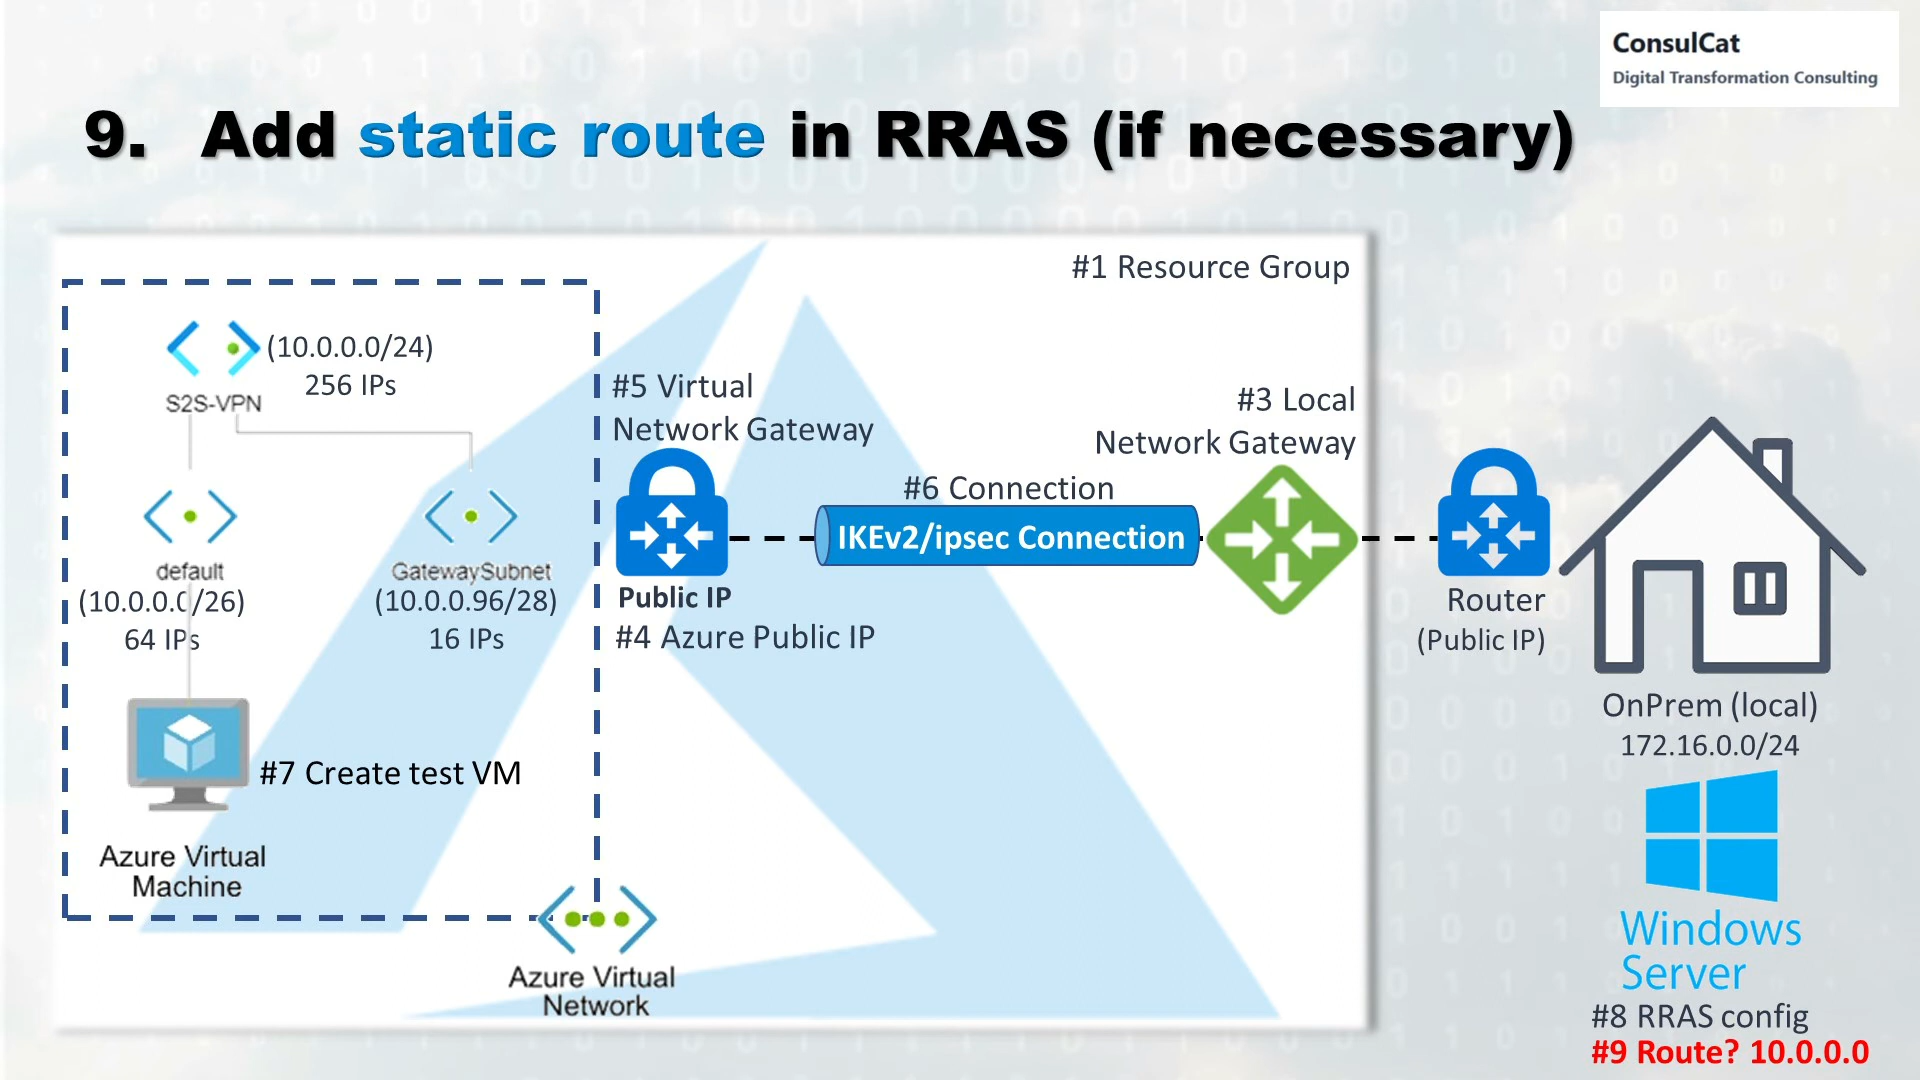 ConsulCat
Digital Transformation Consulting
9. Add static route in RRAS (if necessary)
#1 Resource Group
(10.0.0.0/24)
256 IPs
S2S-VPN
#5 Virtual
Network Gateway
#3 Local
Network Gateway
#6 Connection
IKEv2/ipsec Connection
default
(10.0.0.0/26)
64 IPs
GatewaySubnet
(10.0.0.96/28)
16 IPs
Public IP
#4 Azure Public IP
Router
(Public IP)
OnPrem (local)
172.16.0.0/24
#7 Create test VM
Azure Virtual
Machine
Azure Virtual
Network
Windows
Server
#8 RRAS config
#9 Route? 10.0.0.0